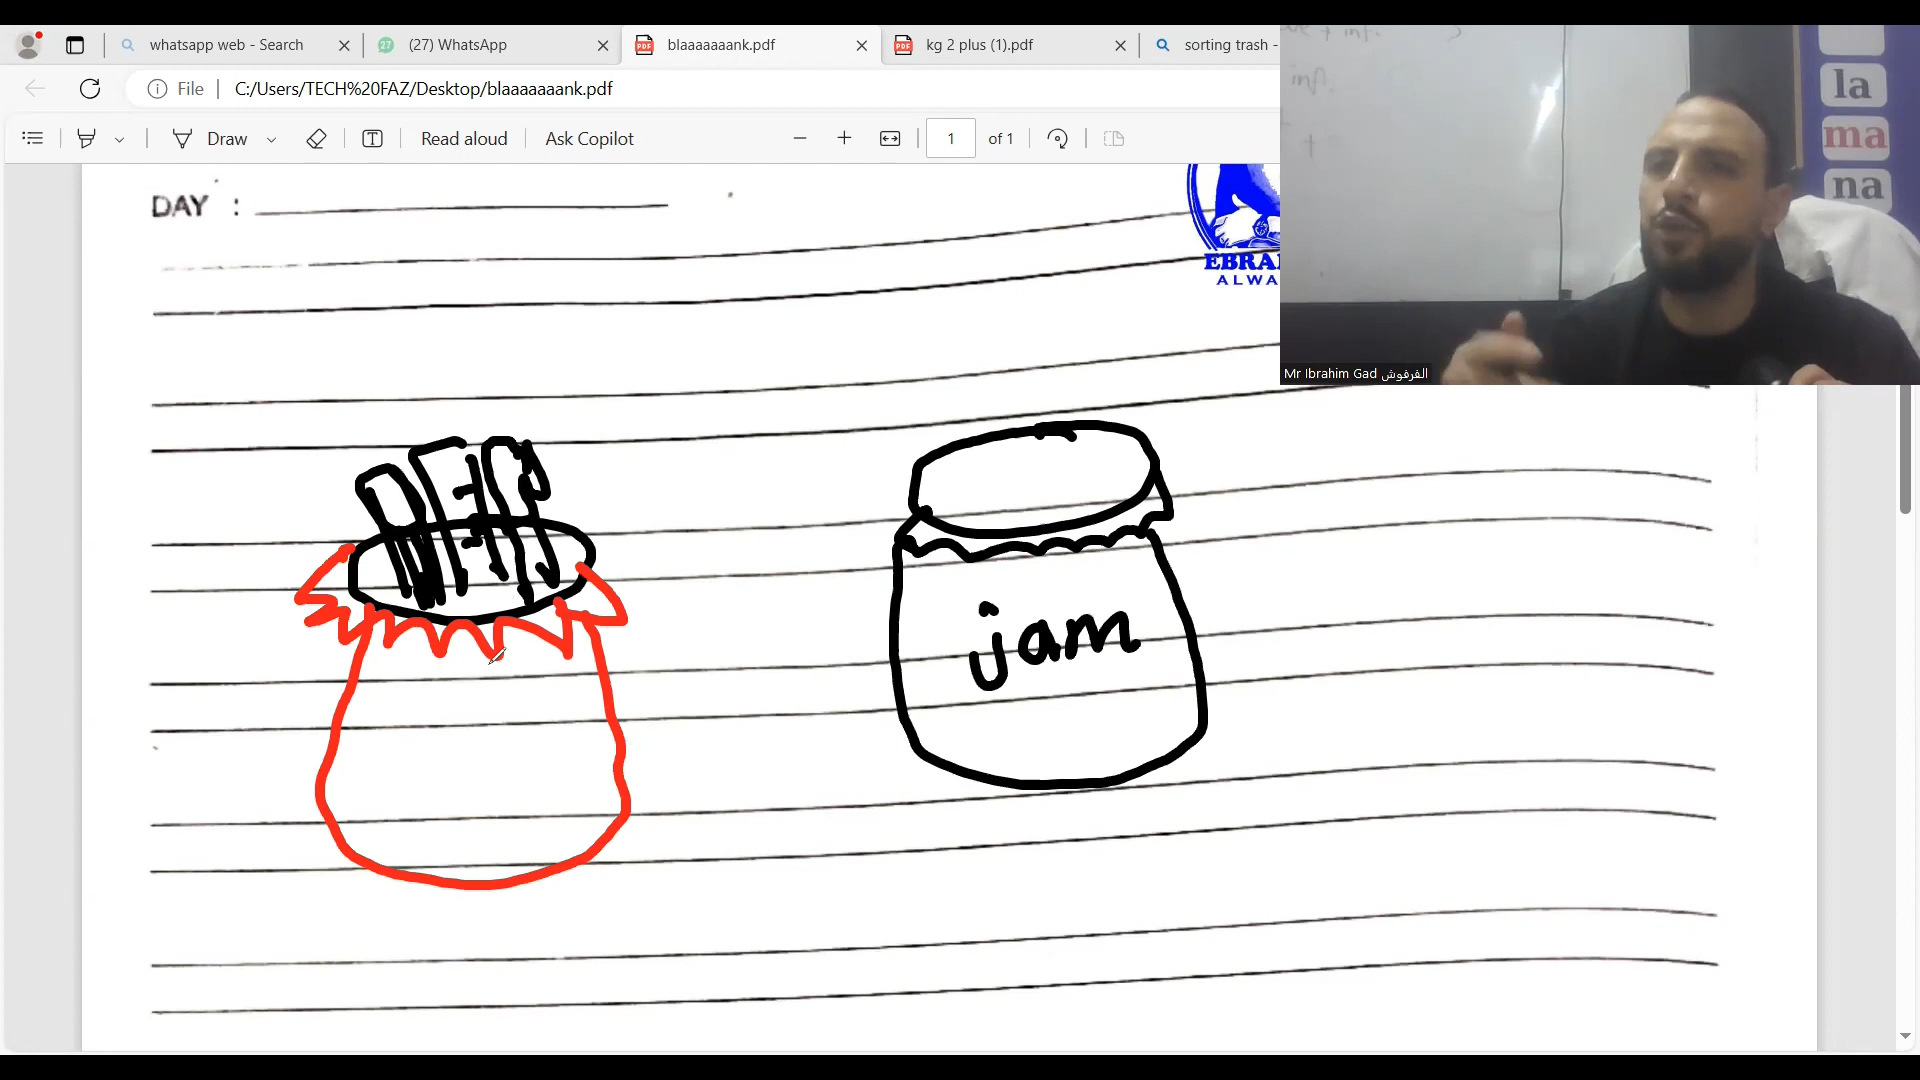 whatsapp web - Search
(27) WhatsApp
blaaaaaaank.pdf
kg 2 plus (1).pdf
sorting trash -
File
C:/Users/TECH%20FAZ/Desktop/blaaaaaaank.pdf
Draw
Read aloud
Ask Copilot
1
of 1
DAY :
EBRA
ALWA
jam
inf.
la
ma
na
Mr Ibrahim Gad الفرفوش